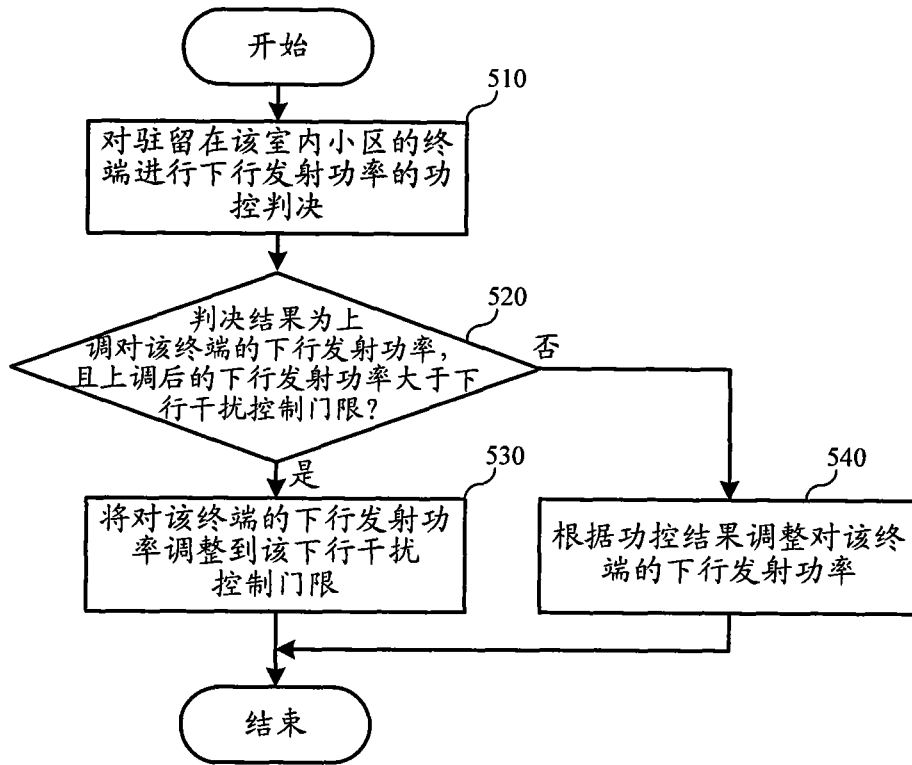 开始
510
对驻留在该室内小区的终
端进行下行发射功率的功
控判决
520
判决结果为上
调对该终端的下行发射功率,
且上调后的下行发射功率大于下
行干扰控制门限?
否
是
530
将对该终端的下行发射功
率调整到该下行干扰
控制门限
540
根据功控结果调整对该终
端的下行发射功率
结束